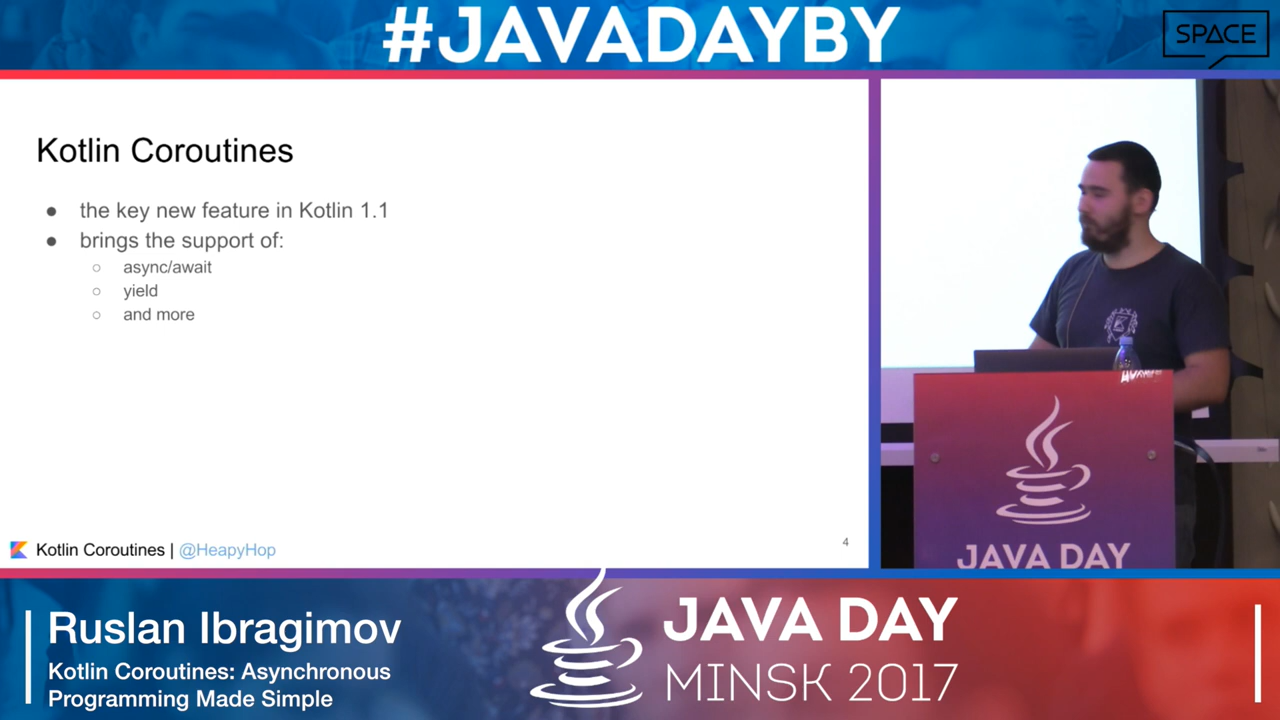 #JAVADAYBY
SPACE
Kotlin Coroutines
● the key new feature in Kotlin 1.1
● brings the support of:
○ async/await
○ yield
○ and more
Kotlin Coroutines | @HeapyHop
4
JAVA DAY
Ruslan Ibragimov
Kotlin Coroutines: Asynchronous
Programming Made Simple
JAVA DAY
MINSK 2017